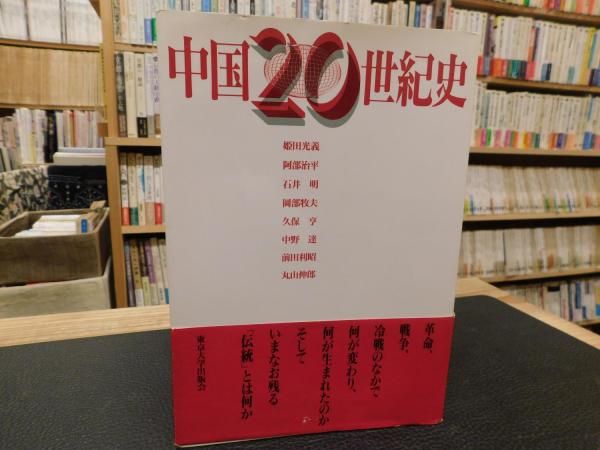 中国20世紀史
姫田光義
阿部治平
石井 明
岡部牧夫
久保 亨
中野 達
前田利昭
丸山伸郎
革命、
戦争、
冷戦のなかで
何が変わり、
何が生まれたのか
そして
いまなお残る
「伝統」とは何か
東京大学出版会